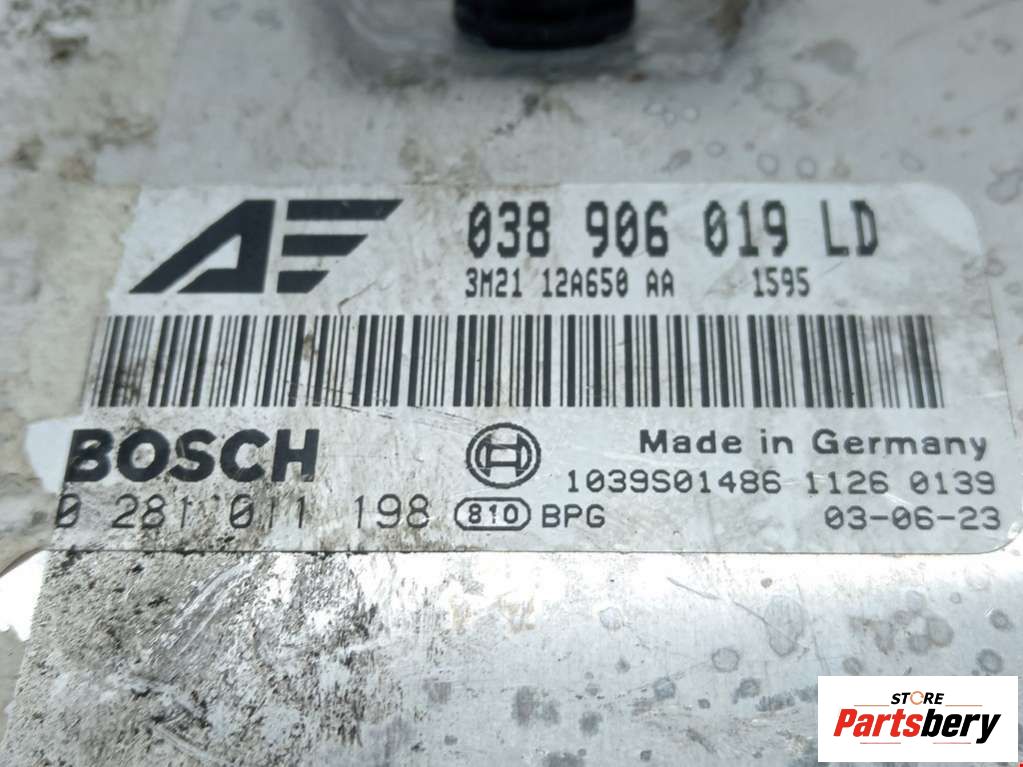 AF 038 906 019 LD
3M21 12A650 AA 1595
BOSCH Made in Germany
1039S01486 1126 0139
0 281 011 198 810 BPG 03-06-23
STORE
Partsbery